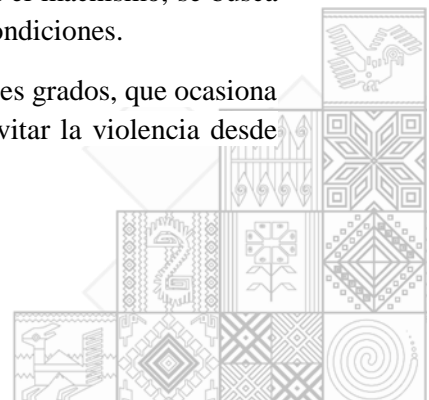 el machismo, se busca
ondiciones.
es grados, que ocasiona
vitar la violencia desde